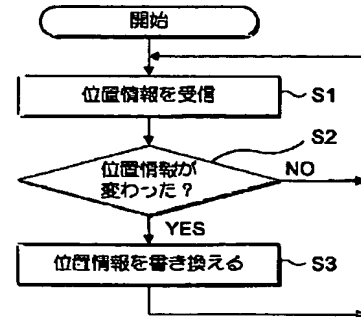 開始
位置情報を受信
S1
S2
位置情報が
変わった?
NO
YES
位置情報を書き換える
S3